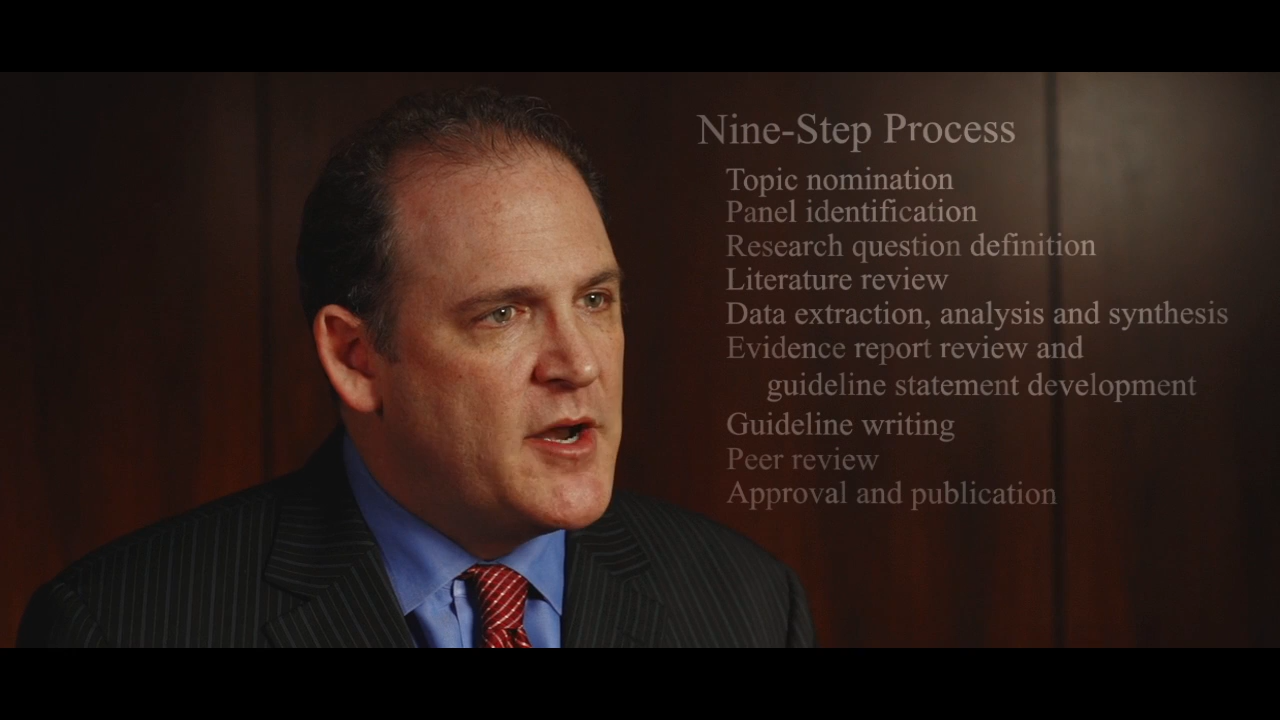 Nine-Step Process
Topic nomination
Panel identification
Research question definition
Literature review
Data extraction, analysis and synthesis
Evidence report review and
guideline statement development
Guideline writing
Peer review
Approval and publication